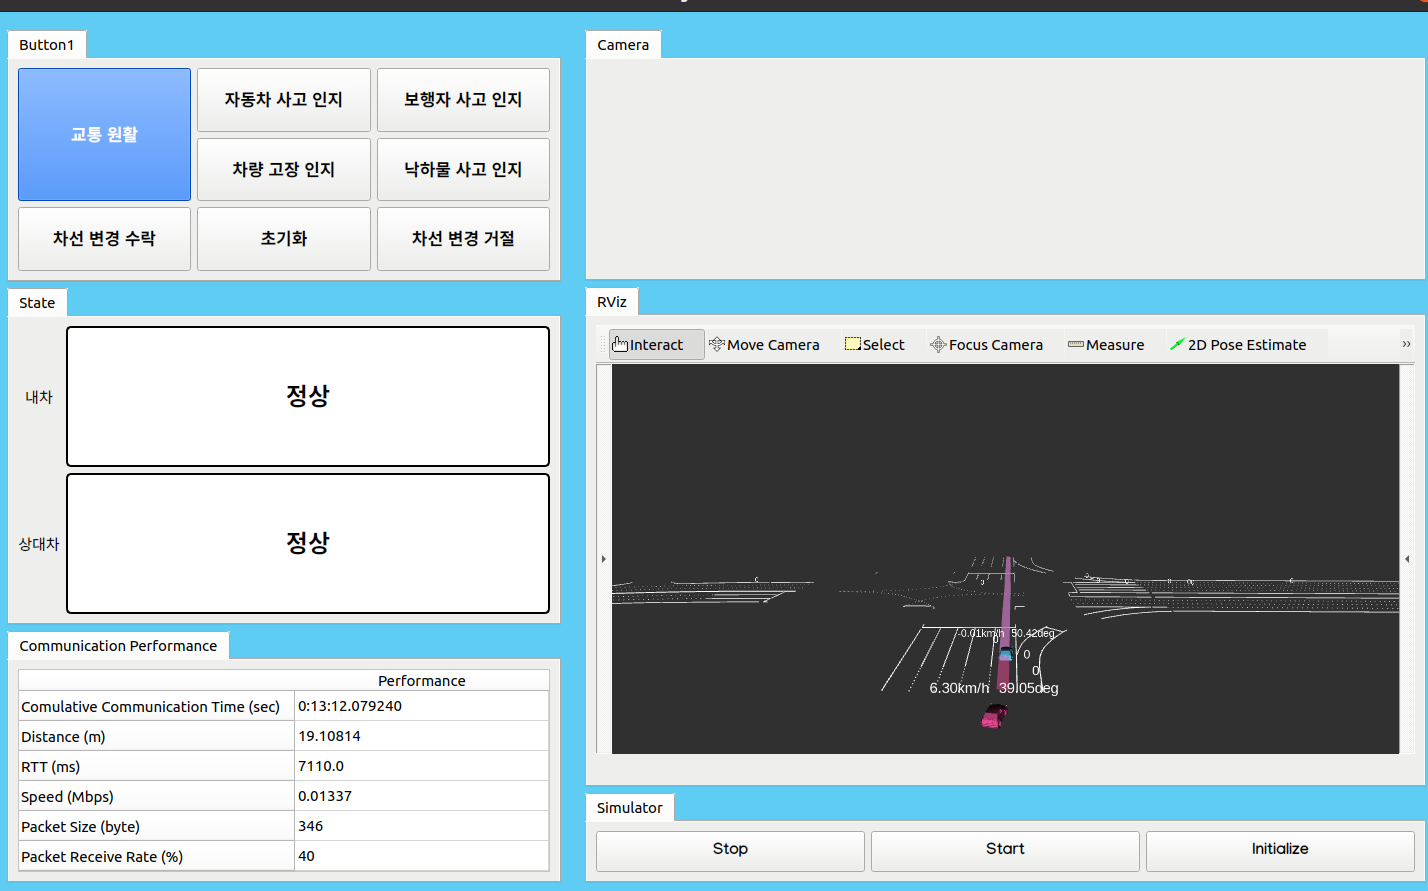 Button1
교통 원활
자동차 사고 인지
보행자 사고 인지
차량 고장 인지
낙하물 사고 인지
차선 변경 수락
초기화
차선 변경 거절
State
내차
정상
상대차
정상
Communication Performance
Performance
Comulative Communication Time (sec) 0:13:12.079240
Distance (m) 19.10814
RTT (ms) 7110.0
Speed (Mbps) 0.01337
Packet Size (byte) 346
Packet Receive Rate (%) 40
Camera
RViz
Interact Move Camera Select Focus Camera Measure 2D Pose Estimate »
-0.01km/h 50.42deg
0
0
0
6.30km/h 39.05deg
Simulator
Stop Start Initialize